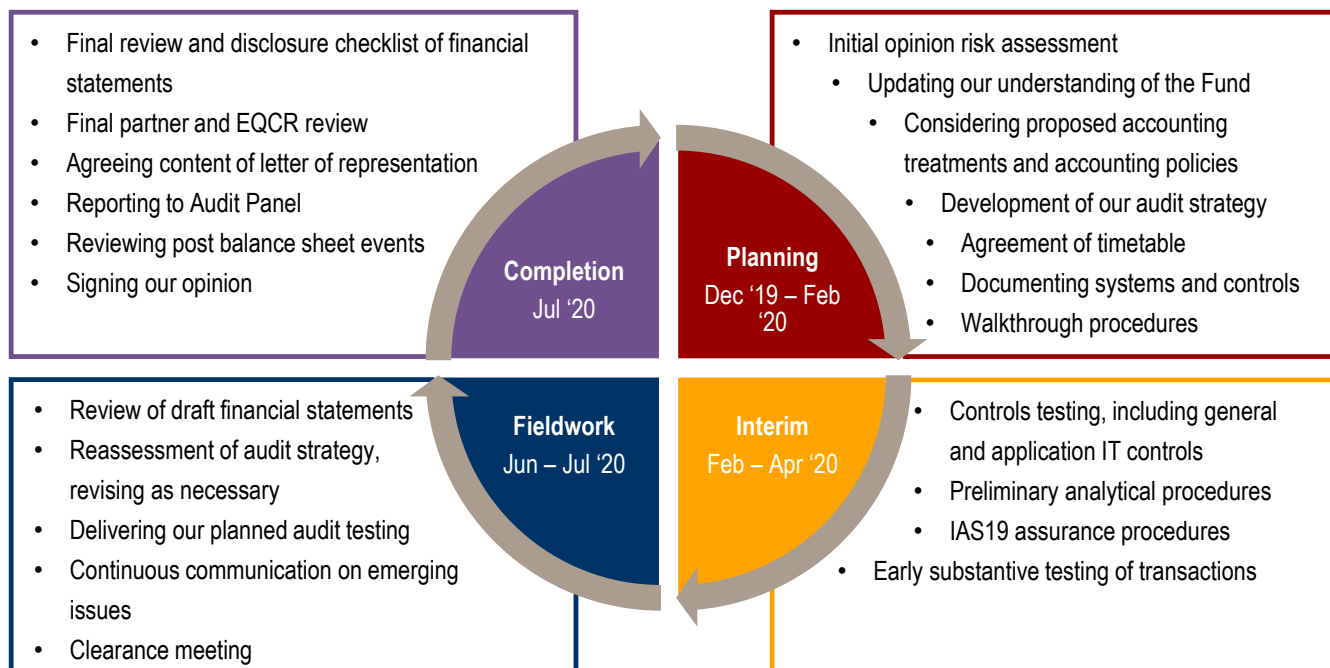 • Final review and disclosure checklist of financial
statements
• Final partner and EQCR review
• Agreeing content of letter of representation
• Reporting to Audit Panel
• Reviewing post balance sheet events
• Signing our opinion
Completion
Jul ‘20
• Initial opinion risk assessment
• Updating our understanding of the Fund
• Considering proposed accounting
treatments and accounting policies
• Development of our audit strategy
• Agreement of timetable
• Documenting systems and controls
• Walkthrough procedures
Planning
Dec ‘19 – Feb
‘20
• Review of draft financial statements
• Reassessment of audit strategy,
revising as necessary
• Delivering our planned audit testing
• Continuous communication on emerging
issues
• Clearance meeting
Fieldwork
Jun – Jul ‘20
Interim
Feb – Apr ‘20
• Controls testing, including general
and application IT controls
• Preliminary analytical procedures
• IAS19 assurance procedures
• Early substantive testing of transactions